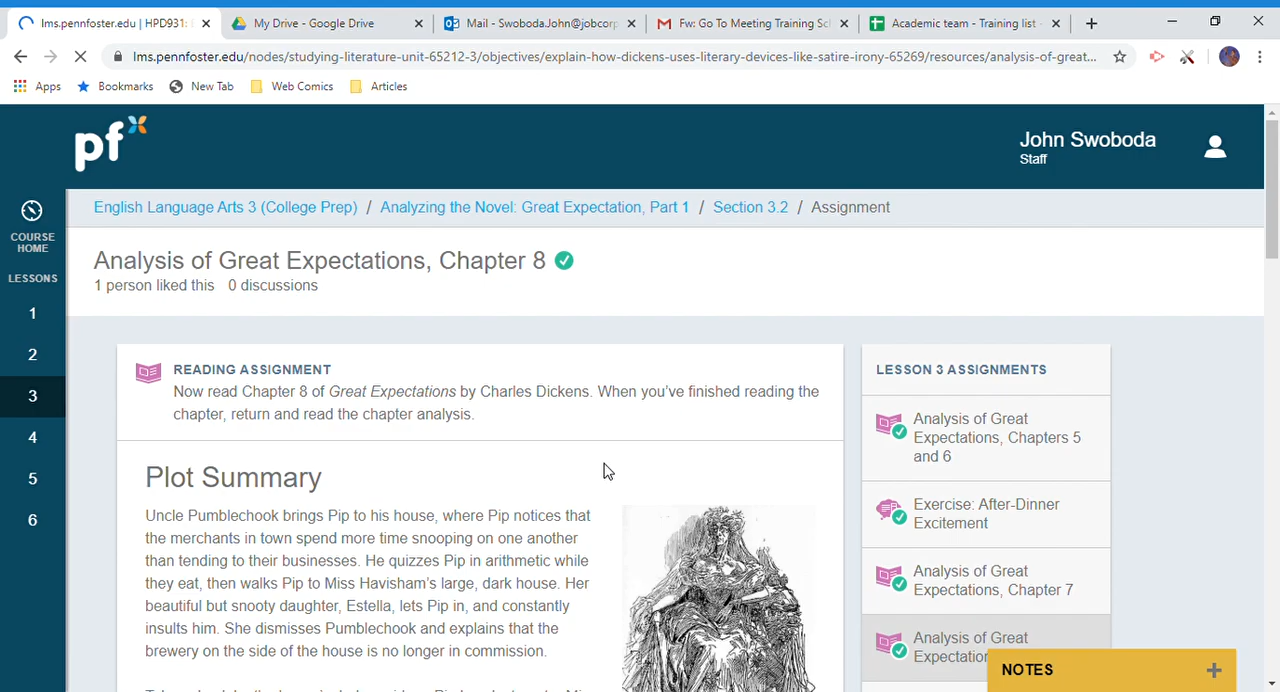 lms.pennfoster.edu | HPD931:
My Drive - Google Drive
Mail - Swoboda.John@jobcorp
Fw: Go To Meeting Training Sc
Academic team - Training list
lms.pennfoster.edu/nodes/studying-literature-unit-65212-3/objectives/explain-how-dickens-uses-literary-devices-like-satire-irony-65269/resources/analysis-of-great...
Apps Bookmarks New Tab Web Comics Articles
pf
John Swoboda
Staff
COURSE
HOME
LESSONS
1
2
3
4
5
6
English Language Arts 3 (College Prep) / Analyzing the Novel: Great Expectation, Part 1 / Section 3.2 / Assignment
Analysis of Great Expectations, Chapter 8
1 person liked this 0 discussions
READING ASSIGNMENT
Now read Chapter 8 of Great Expectations by Charles Dickens. When you've finished reading the
chapter, return and read the chapter analysis.
Plot Summary
Uncle Pumblechook brings Pip to his house, where Pip notices that
the merchants in town spend more time snooping on one another
than tending to their businesses. He quizzes Pip in arithmetic while
they eat, then walks Pip to Miss Havisham's large, dark house. Her
beautiful but snooty daughter, Estella, lets Pip in, and constantly
insults him. She dismisses Pumblechook and explains that the
brewery on the side of the house is no longer in commission.
LESSON 3 ASSIGNMENTS
Analysis of Great
Expectations, Chapters 5
and 6
Exercise: After-Dinner
Excitement
Analysis of Great
Expectations, Chapter 7
Analysis of Great
Expectation
NOTES +